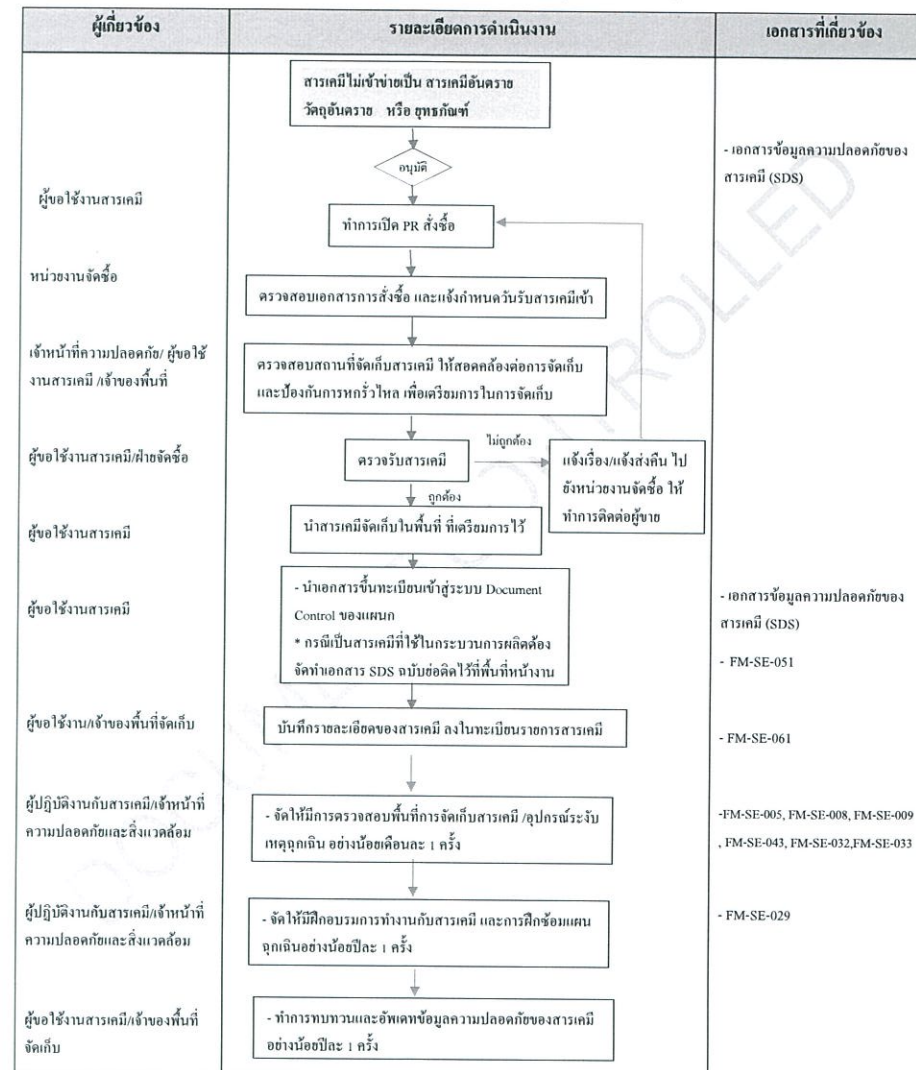 ผู้เกี่ยวข้อง
รายละเอียดการดำเนินงาน
เอกสารที่เกี่ยวข้อง
สารเคมีไม่เข้าข่ายเป็น สารเคมีอันตราย
วัตถุอันตราย หรือ ยุทธภัณฑ์
อนุมัติ
- เอกสารข้อมูลความปลอดภัยของ
สารเคมี (SDS)
ผู้ขอใช้งานสารเคมี
ทำการเปิด PR สั่งซื้อ
หน่วยงานจัดซื้อ
ตรวจสอบเอกสารการสั่งซื้อ และแจ้งกำหนดวันรับสารเคมีเข้า
เจ้าหน้าที่ความปลอดภัย/ ผู้ขอใช้
งานสารเคมี /เจ้าของพื้นที่
ตรวจสอบสถานที่จัดเก็บสารเคมี ให้สอดคล้องต่อการจัดเก็บ
และป้องกันการหกรั่วไหล เพื่อเตรียมการในการจัดเก็บ
ผู้ขอใช้งานสารเคมี/ฝ่ายจัดซื้อ
ตรวจรับสารเคมี
ไม่ถูกต้อง
แจ้งเรื่อง/แจ้งส่งคืน ไป
ยังหน่วยงานจัดซื้อ ให้
ทำการติดต่อผู้ขาย
ถูกต้อง
ผู้ขอใช้งานสารเคมี
นำสารเคมีจัดเก็บในพื้นที่ ที่เตรียมการไว้
ผู้ขอใช้งานสารเคมี
- นำเอกสารขึ้นทะเบียนเข้าสู่ระบบ Document
Control ของแผนก
* กรณีเป็นสารเคมีที่ใช้ในกระบวนการผลิตต้อง
จัดทำเอกสาร SDS ฉบับย่อติดไว้ที่พื้นที่หน้างาน
- เอกสารข้อมูลความปลอดภัยของ
สารเคมี (SDS)
- FM-SE-051
ผู้ขอใช้งาน/เจ้าของพื้นที่จัดเก็บ
บันทึกรายละเอียดของสารเคมี ลงในทะเบียนรายการสารเคมี
- FM-SE-061
ผู้ปฏิบัติงานกับสารเคมี/เจ้าหน้าที่
ความปลอดภัยและสิ่งแวดล้อม
- จัดให้มีการตรวจสอบพื้นที่การจัดเก็บสารเคมี /อุปกรณ์ระงับ
เหตุฉุกเฉิน อย่างน้อยเดือนละ 1 ครั้ง
-FM-SE-005, FM-SE-008, FM-SE-009
, FM-SE-043, FM-SE-032,FM-SE-033
ผู้ปฏิบัติงานกับสารเคมี/เจ้าหน้าที่
ความปลอดภัยและสิ่งแวดล้อม
- จัดให้มีฝึกอบรมการทำงานกับสารเคมี และการฝึกซ้อมแผน
ฉุกเฉินอย่างน้อยปีละ 1 ครั้ง
- FM-SE-029
ผู้ขอใช้งานสารเคมี/เจ้าของพื้นที่
จัดเก็บ
- ทำการทบทวนและอัพเดทข้อมูลความปลอดภัยของสารเคมี
อย่างน้อยปีละ 1 ครั้ง